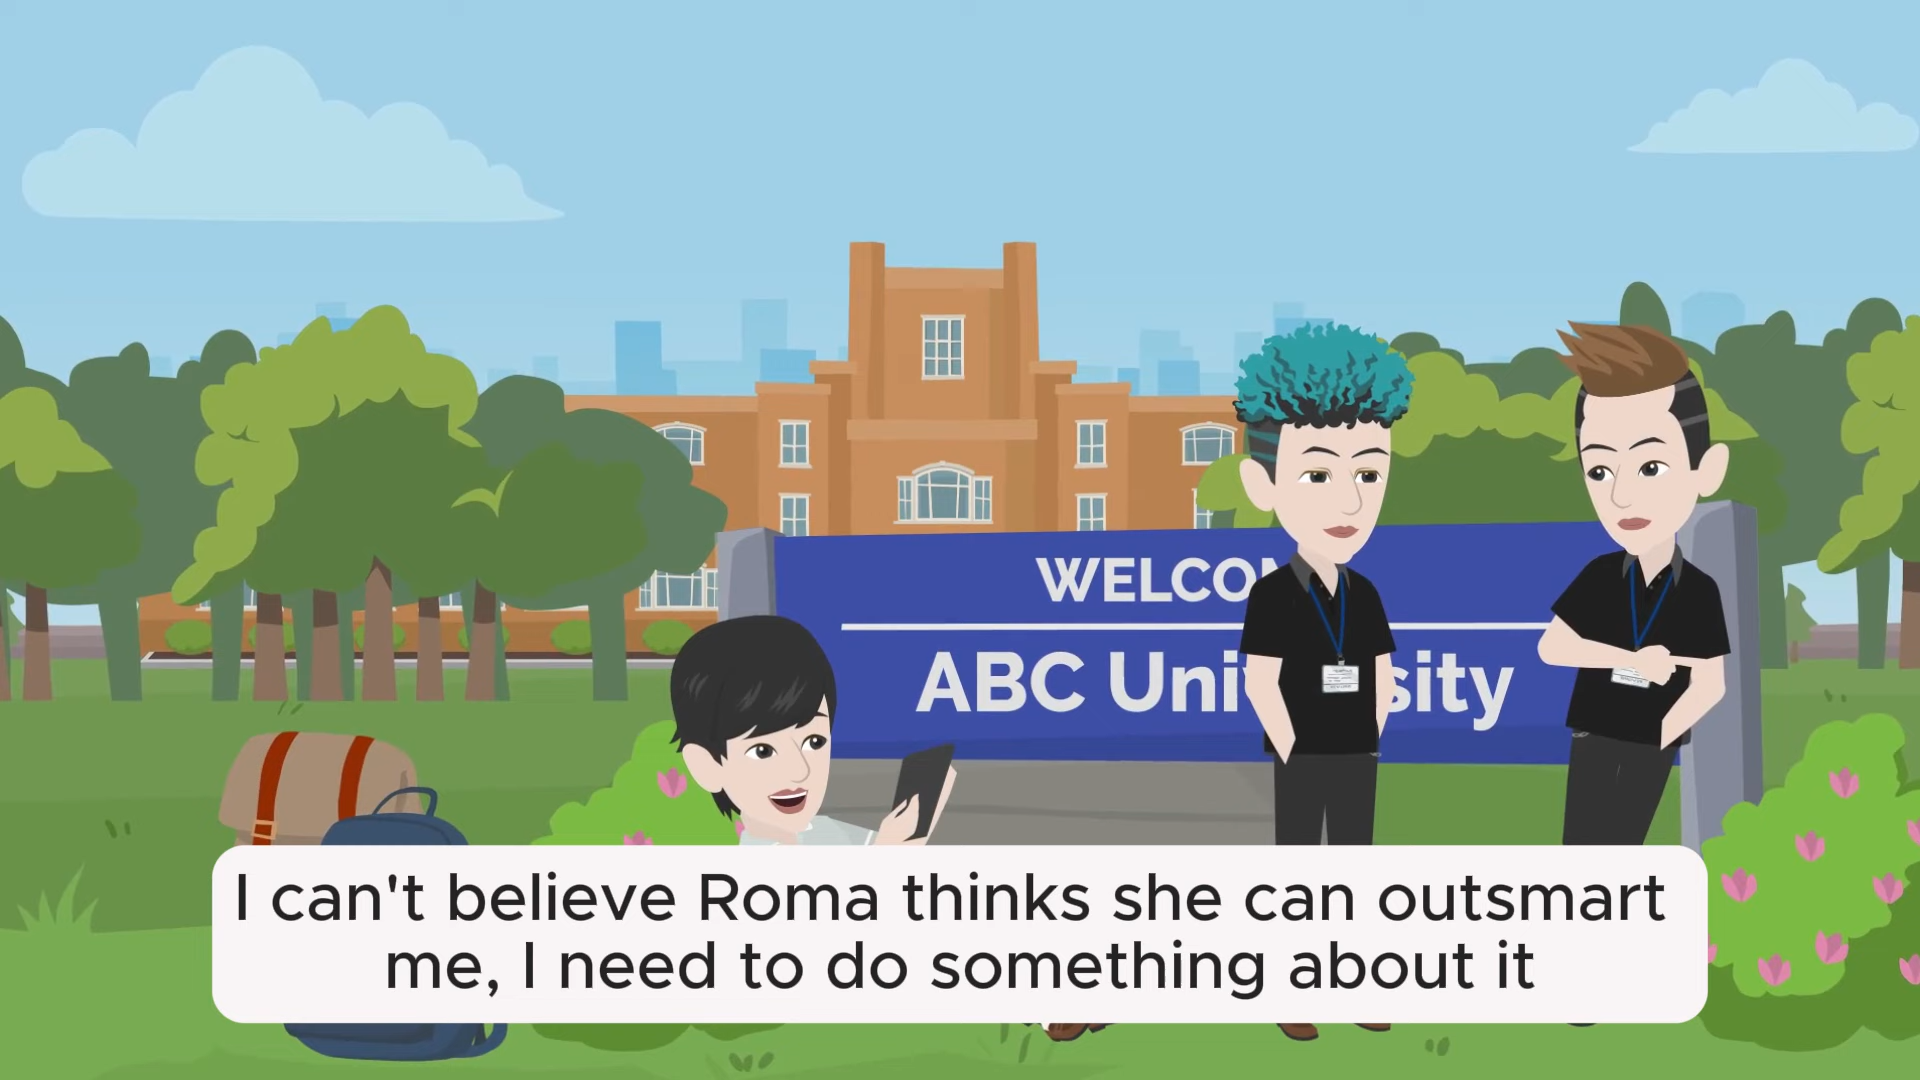 WELCO
ABC Uni sity
I can't believe Roma thinks she can outsmart
me, I need to do something about it